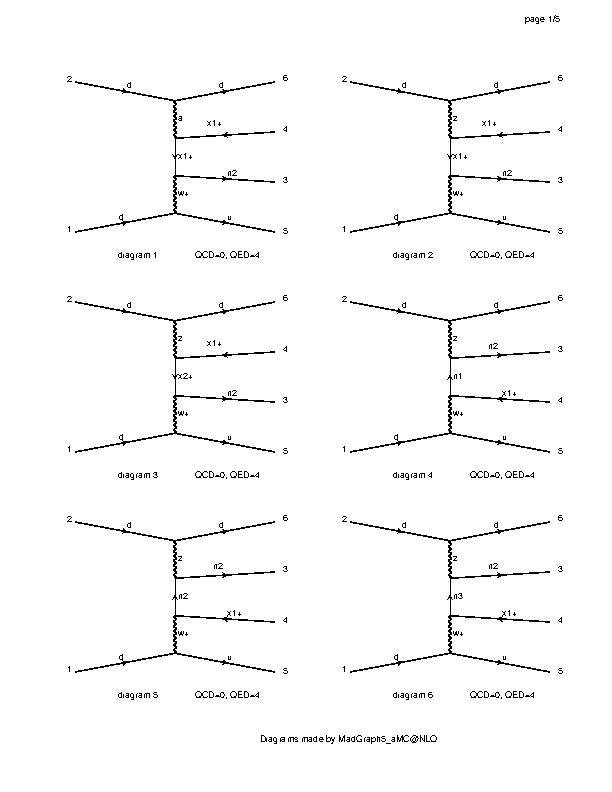 page 1/5
2 d d 6
a
x1+ 4
x1+
n2 3
w+
1 d u 5
diagram 1 QCD=0, QED=4
2 d d 6
z
x1+ 4
x1+
n2 3
w+
1 d u 5
diagram 2 QCD=0, QED=4
2 d d 6
z
x1+ 4
x2+
n2 3
w+
1 d u 5
diagram 3 QCD=0, QED=4
2 d d 6
z
n2 3
n1
x1+ 4
w+
1 d u 5
diagram 4 QCD=0, QED=4
2 d d 6
z
n2 3
n2
x1+ 4
w+
1 d u 5
diagram 5 QCD=0, QED=4
2 d d 6
z
n2 3
n3
x1+ 4
w+
1 d u 5
diagram 6 QCD=0, QED=4
Diagrams made by MadGraph5_aMC@NLO